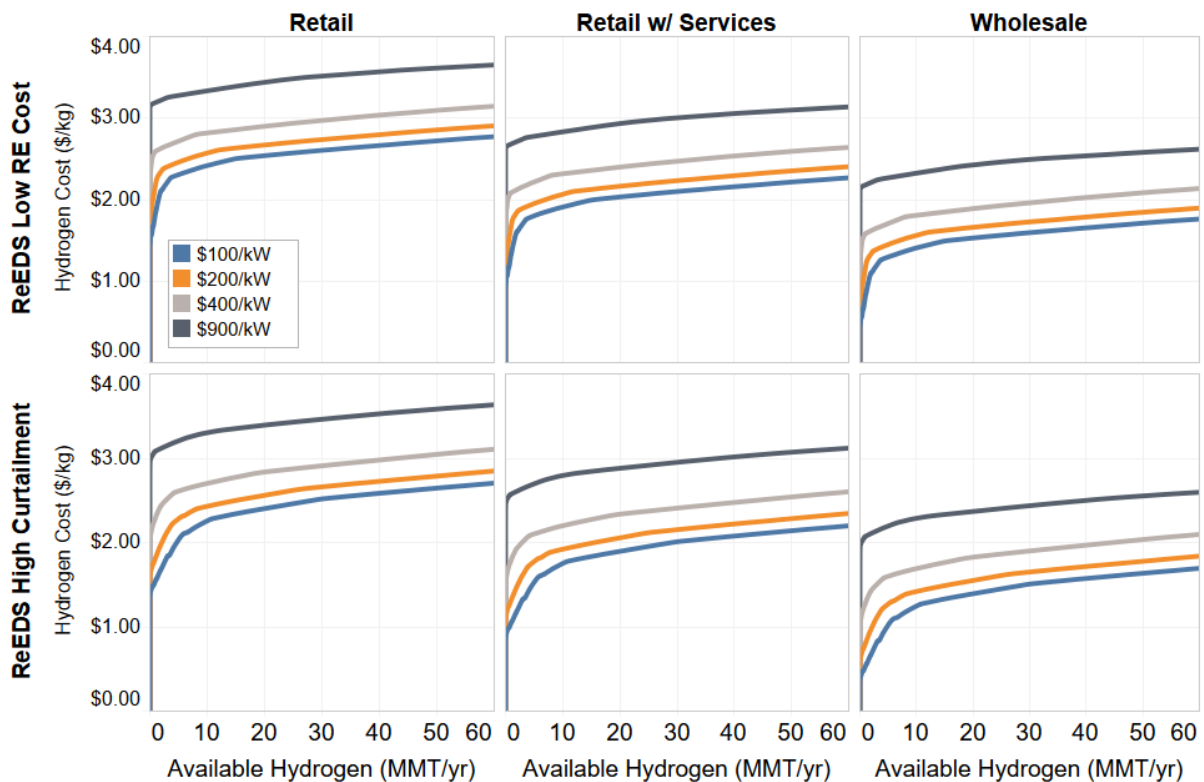 Retail
Retail w/ Services
Wholesale
ReEDS Low RE Cost
Hydrogen Cost ($/kg)
$4.00
$3.00
$2.00
$1.00
$0.00
$100/kW
$200/kW
$400/kW
$900/kW
ReEDS High Curtailment
Hydrogen Cost ($/kg)
$4.00
$3.00
$2.00
$1.00
$0.00
0 10 20 30 40 50 60
0 10 20 30 40 50 60
0 10 20 30 40 50 60
Available Hydrogen (MMT/yr)
Available Hydrogen (MMT/yr)
Available Hydrogen (MMT/yr)